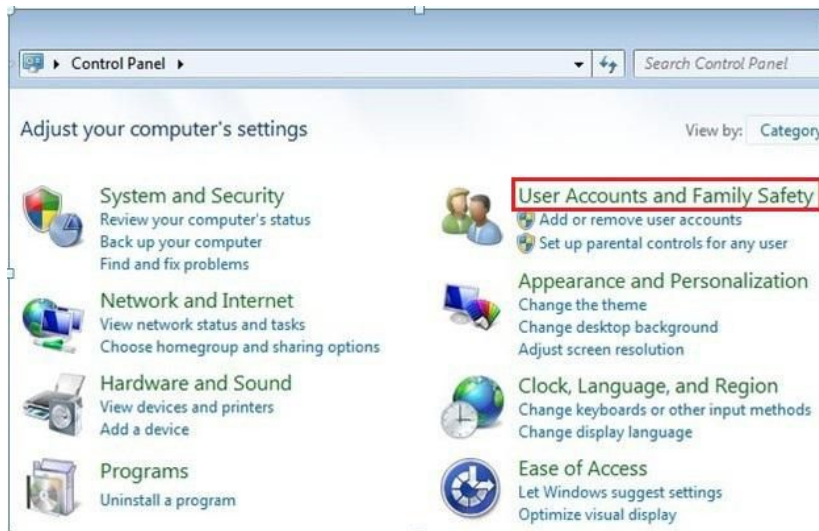 Control Panel
Search Control Panel
Adjust your computer's settings
View by: Category
System and Security
Review your computer's status
Back up your computer
Find and fix problems
Network and Internet
View network status and tasks
Choose homegroup and sharing options
Hardware and Sound
View devices and printers
Add a device
Programs
Uninstall a program
User Accounts and Family Safety
Add or remove user accounts
Set up parental controls for any user
Appearance and Personalization
Change the theme
Change desktop background
Adjust screen resolution
Clock, Language, and Region
Change keyboards or other input methods
Change display language
Ease of Access
Let Windows suggest settings
Optimize visual display